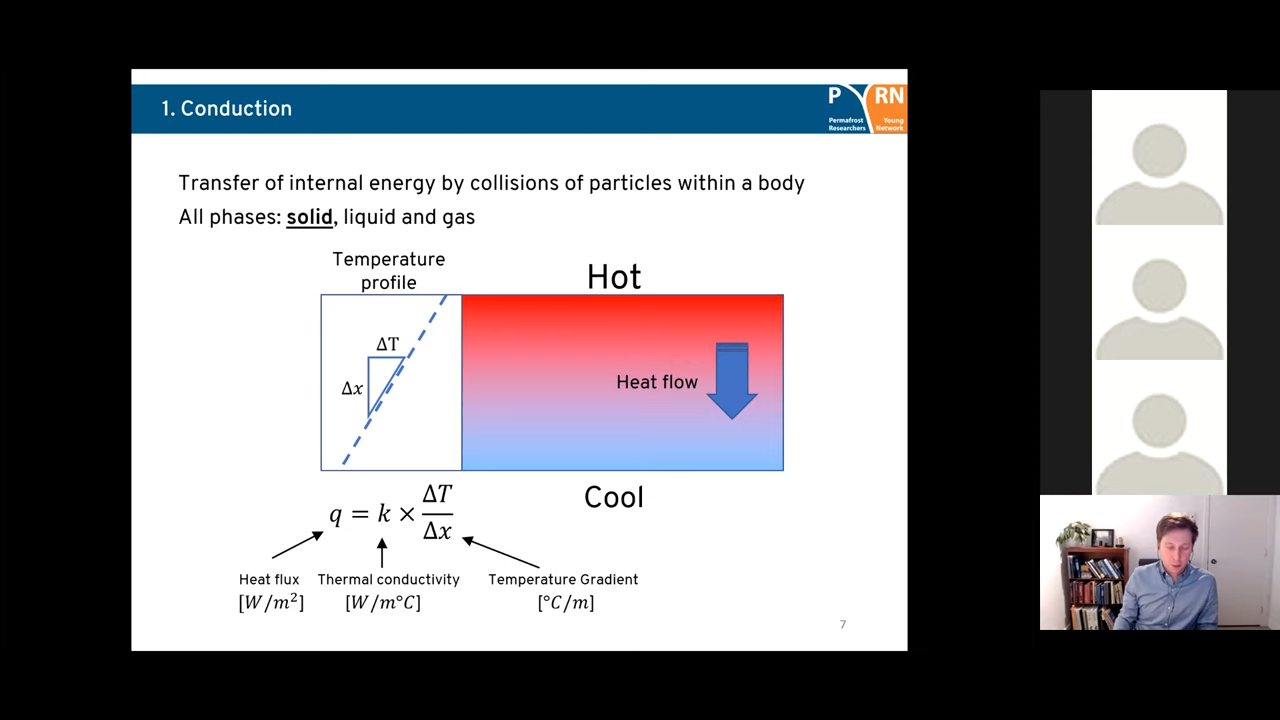 1. Conduction
P RN
Permafrost Young
Researchers Network
Transfer of internal energy by collisions of particles within a body
All phases: solid, liquid and gas
Temperature
profile
Hot
ΔT
Δx
Heat flow
Cool
q = k × ΔT/Δx
Heat flux
[W/m²]
Thermal conductivity
[W/m°C]
Temperature Gradient
[°C/m]
7